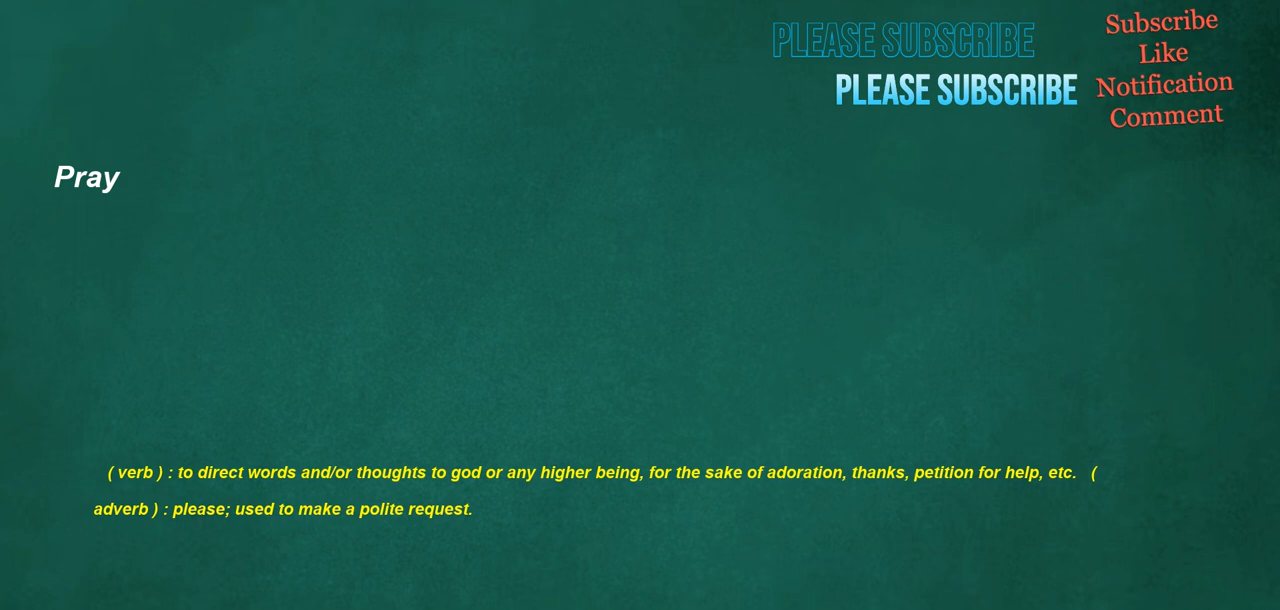 PLEASE SUBSCRIBE
PLEASE SUBSCRIBE
Subscribe
Like
Notification
Comment
Pray
( verb ) : to direct words and/or thoughts to god or any higher being, for the sake of adoration, thanks, petition for help, etc. (
adverb ) : please; used to make a polite request.